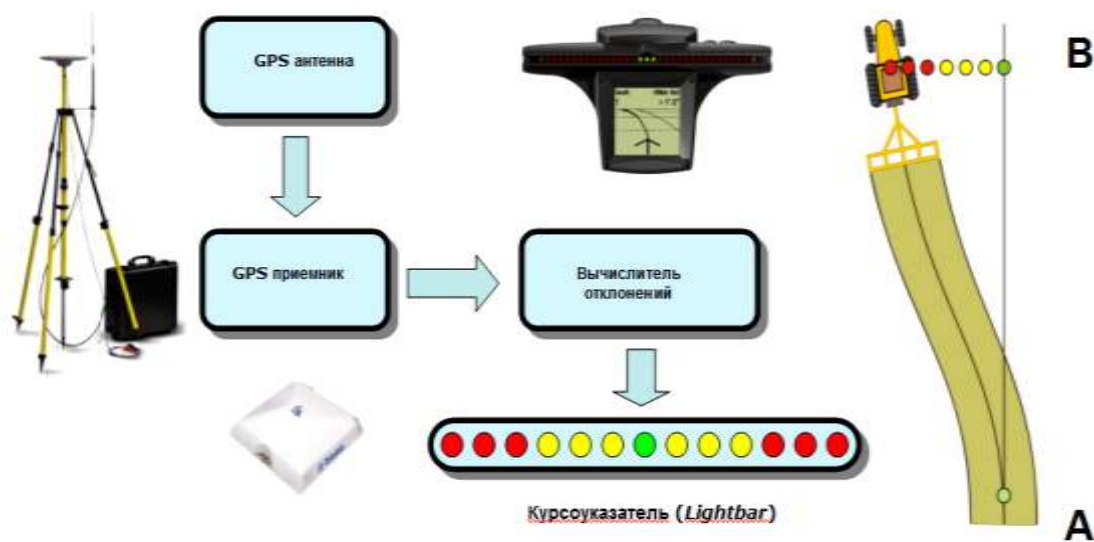 GPS антенна
B
GPS приемник
Вычислитель
отклонений
Курсоуказатель (Lightbar)
A